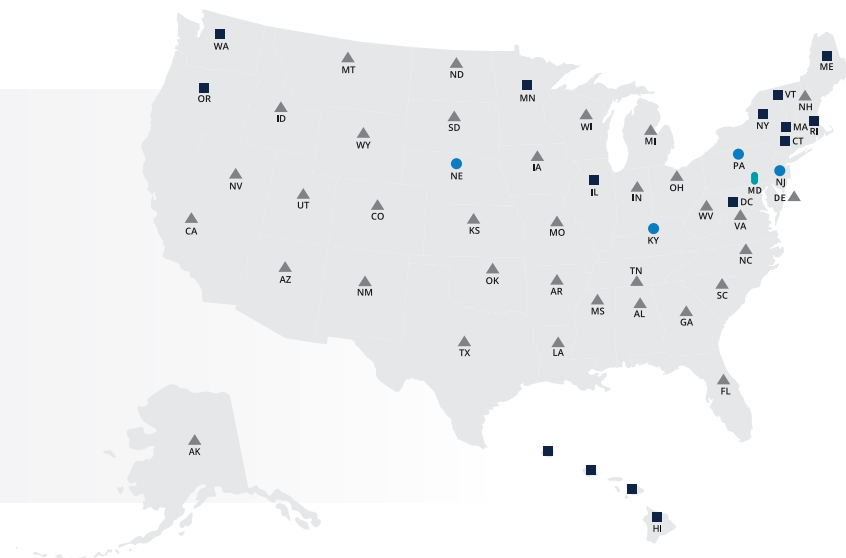 WA
MT
ND
ME
OR
MN
VT
NH
ID
SD
WI
NY
MA
RI
MI
CT
WY
IA
PA
NE
OH
NJ
NV
UT
IL
IN
MD
DE
DC
CO
WV
VA
CA
KS
MO
KY
NC
AZ
NM
OK
AR
TN
SC
MS
AL
GA
TX
LA
FL
AK
HI